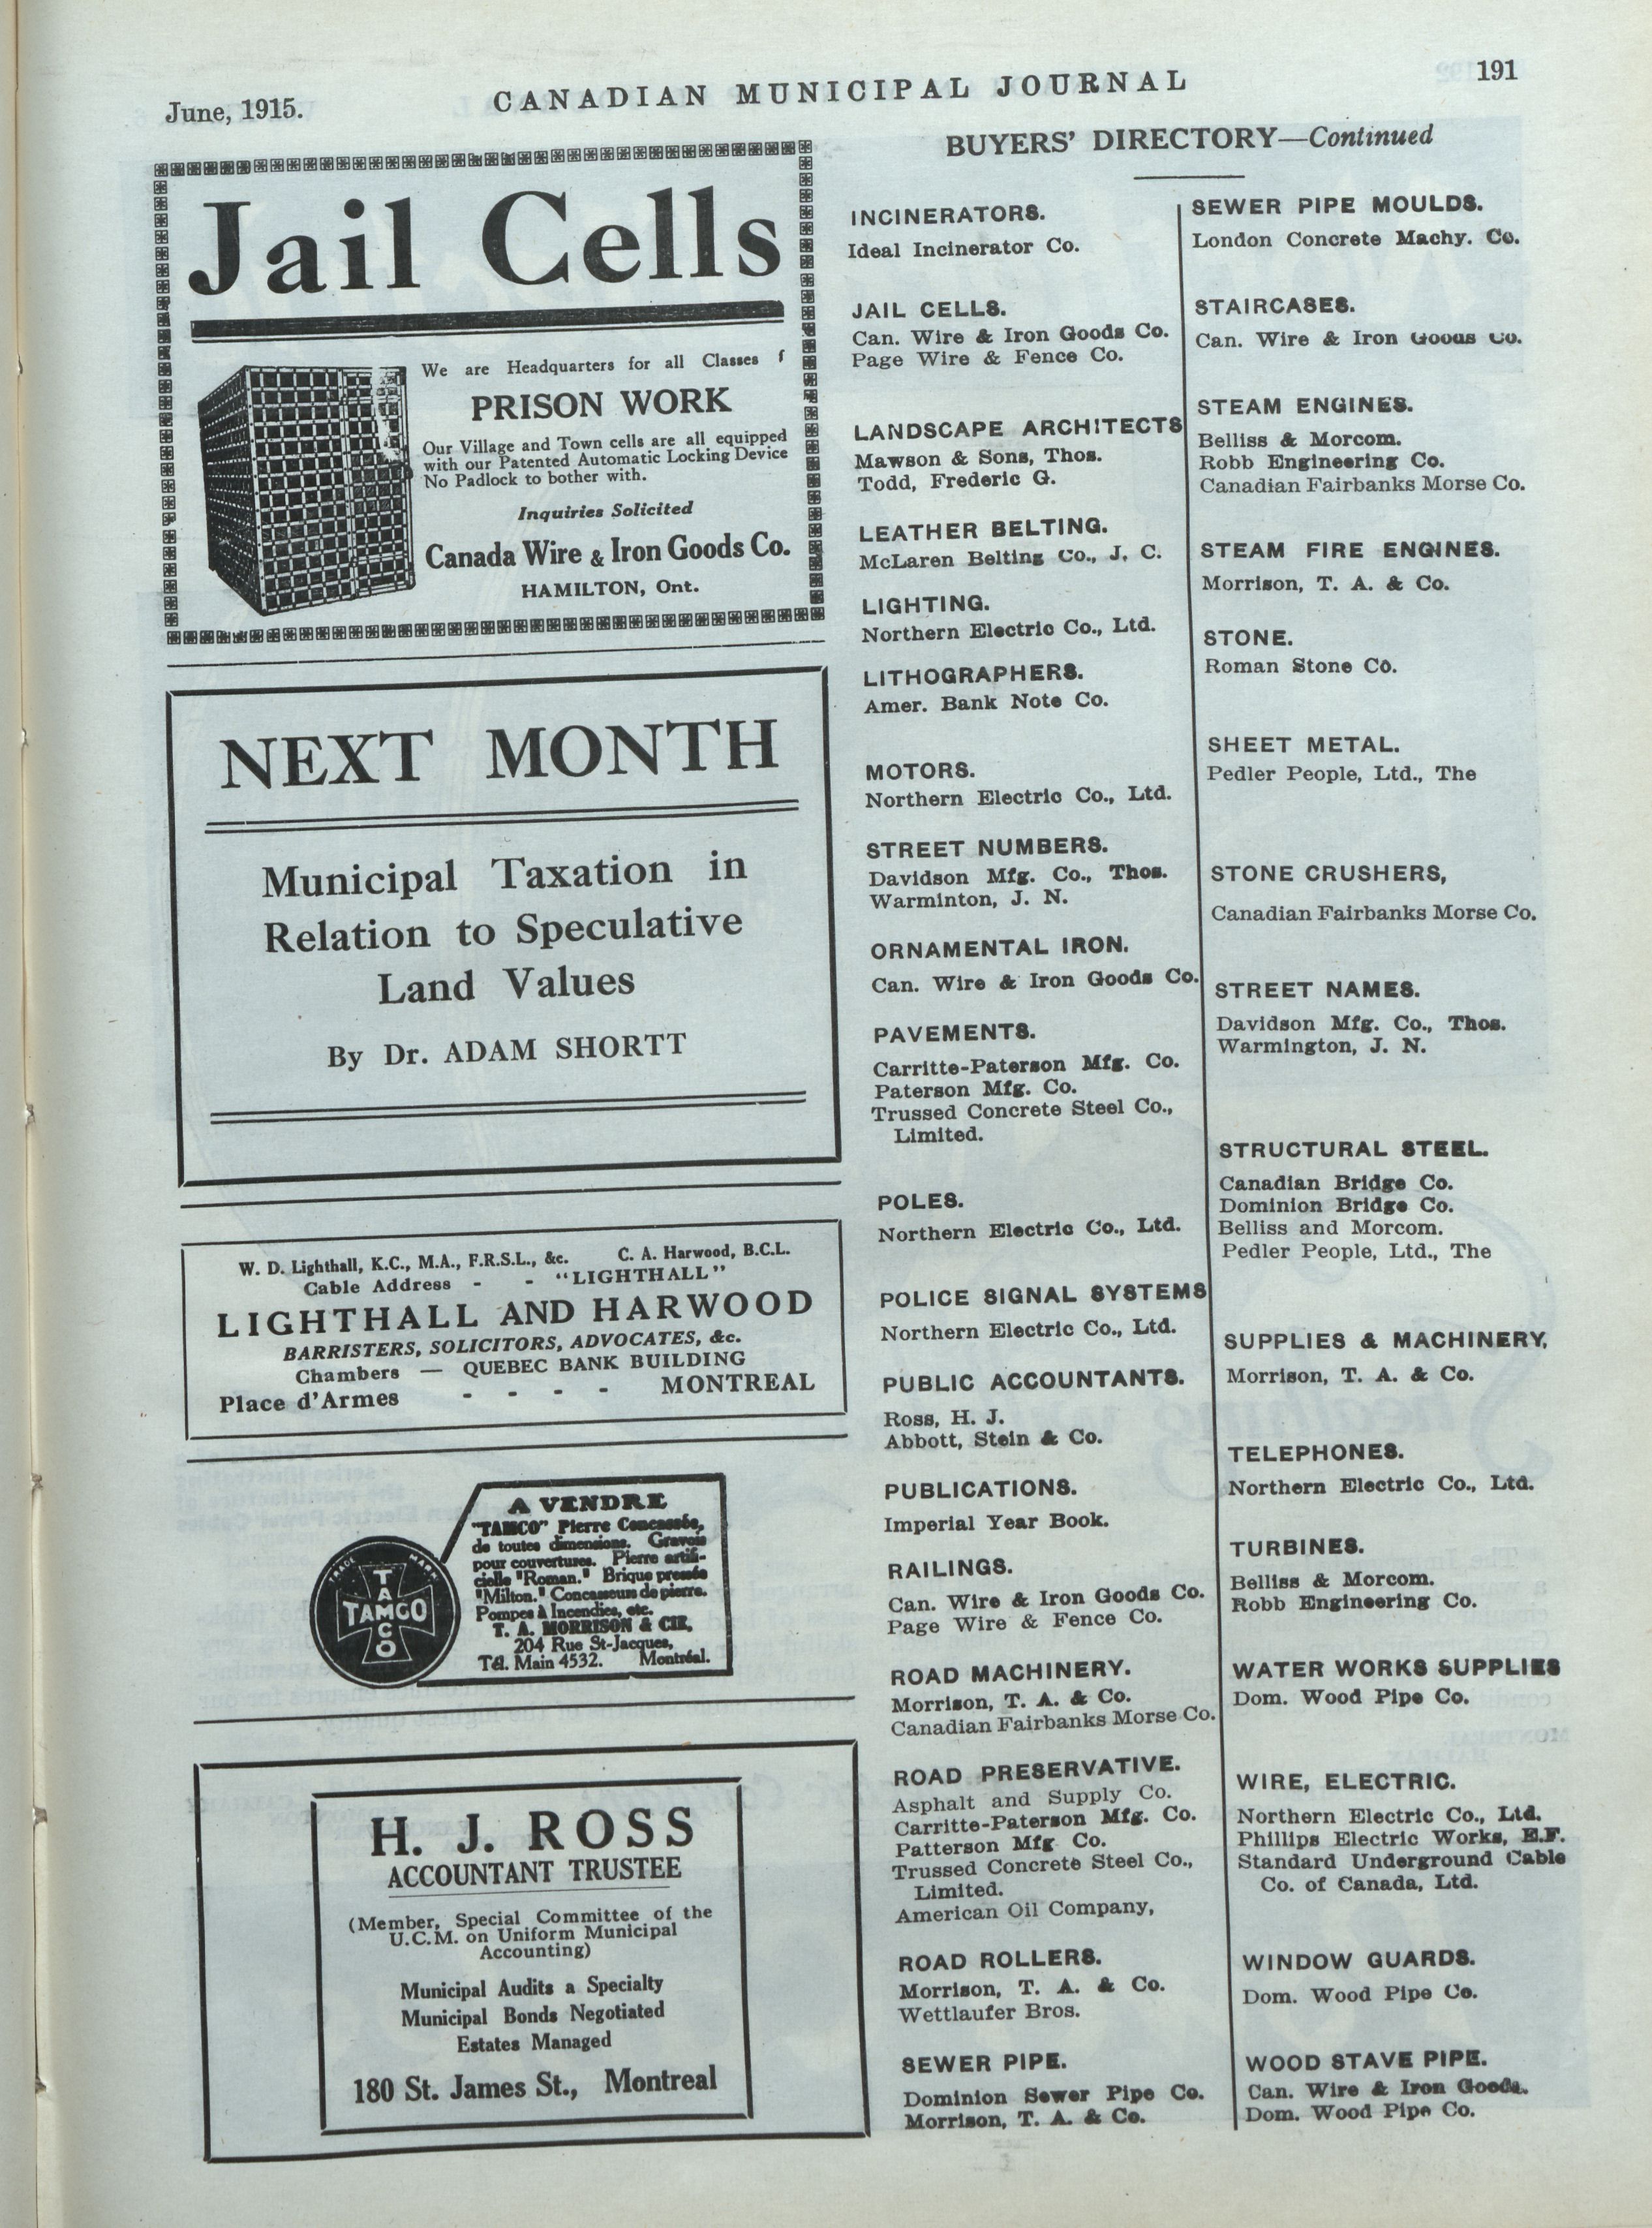 June, 1915.
CANADIAN MUNICIPAL JOURNAL
191
Jail Cells
We are Headquarters for all Classes f
PRISON WORK
Our Village and Town cells are all equipped
with our Patented Automatic Locking Device
No Padlock to bother with.
Inquiries Solicited
Canada Wire & Iron Goods Co.
HAMILTON, Ont.
NEXT MONTH
Municipal Taxation in
Relation to Speculative
Land Values
By Dr. ADAM SHORTT
W. D. Lighthall, K.C., M.A., F.R.S.L., &c. C. A. Harwood, B.C.L.
Cable Address - - "LIGHTHALL"
LIGHTHALL AND HARWOOD
BARRISTERS, SOLICITORS, ADVOCATES, &c.
Chambers — QUEBEC BANK BUILDING
Place d'Armes - - - - MONTREAL
TRADE MARK
TAMCO
TAMCO
A VENDRE
"TAMCO" Pierre Concassée,
de toutes dimensions. Gravois
pour couvertures. Pierre artifi-
cielle "Roman." Brique pressée
"Milton." Concasseurs de pierre.
Pompes à Incendies, etc.
T. A. MORRISON & CIE,
204 Rue St-Jacques,
Tél. Main 4532. Montréal.
H. J. ROSS
ACCOUNTANT TRUSTEE
(Member, Special Committee of the
U.C.M. on Uniform Municipal
Accounting)
Municipal Audits a Specialty
Municipal Bonds Negotiated
Estates Managed
180 St. James St., Montreal
BUYERS' DIRECTORY—Continued
INCINERATORS.
Ideal Incinerator Co.
JAIL CELLS.
Can. Wire & Iron Goods Co.
Page Wire & Fence Co.
LANDSCAPE ARCHITECTS
Mawson & Sons, Thos.
Todd, Frederic G.
LEATHER BELTING.
McLaren Belting Co., J. C.
LIGHTING.
Northern Electric Co., Ltd.
LITHOGRAPHERS.
Amer. Bank Note Co.
MOTORS.
Northern Electric Co., Ltd.
STREET NUMBERS.
Davidson Mfg. Co., Thos.
Warminton, J. N.
ORNAMENTAL IRON.
Can. Wire & Iron Goods Co.
PAVEMENTS.
Carritte-Paterson Mfg. Co.
Paterson Mfg. Co.
Trussed Concrete Steel Co.,
Limited.
POLES.
Northern Electric Co., Ltd.
POLICE SIGNAL SYSTEMS
Northern Electric Co., Ltd.
PUBLIC ACCOUNTANTS.
Ross, H. J.
Abbott, Stein & Co.
PUBLICATIONS.
Imperial Year Book.
RAILINGS.
Can. Wire & Iron Goods Co.
Page Wire & Fence Co.
ROAD MACHINERY.
Morrison, T. A. & Co.
Canadian Fairbanks Morse Co.
ROAD PRESERVATIVE.
Asphalt and Supply Co.
Carritte-Paterson Mfg. Co.
Patterson Mfg Co.
Trussed Concrete Steel Co.,
Limited.
American Oil Company,
ROAD ROLLERS.
Morrison, T. A. & Co.
Wettlaufer Bros.
SEWER PIPE.
Dominion Sewer Pipe Co.
Morrison, T. A. & Co.
SEWER PIPE MOULDS.
London Concrete Machy. Co.
STAIRCASES.
Can. Wire & Iron Goods Co.
STEAM ENGINES.
Belliss & Morcom.
Robb Engineering Co.
Canadian Fairbanks Morse Co.
STEAM FIRE ENGINES.
Morrison, T. A. & Co.
STONE.
Roman Stone Co.
SHEET METAL.
Pedler People, Ltd., The
STONE CRUSHERS,
Canadian Fairbanks Morse Co.
STREET NAMES.
Davidson Mfg. Co., Thos.
Warmington, J. N.
STRUCTURAL STEEL.
Canadian Bridge Co.
Dominion Bridge Co.
Belliss and Morcom.
Pedler People, Ltd., The
SUPPLIES & MACHINERY,
Morrison, T. A. & Co.
TELEPHONES.
Northern Electric Co., Ltd.
TURBINES.
Belliss & Morcom.
Robb Engineering Co.
WATER WORKS SUPPLIES
Dom. Wood Pipe Co.
WIRE, ELECTRIC.
Northern Electric Co., Ltd.
Phillips Electric Works, E.F.
Standard Underground Cable
Co. of Canada, Ltd.
WINDOW GUARDS.
Dom. Wood Pipe Co.
WOOD STAVE PIPE.
Can. Wire & Iron Goods.
Dom. Wood Pipe Co.